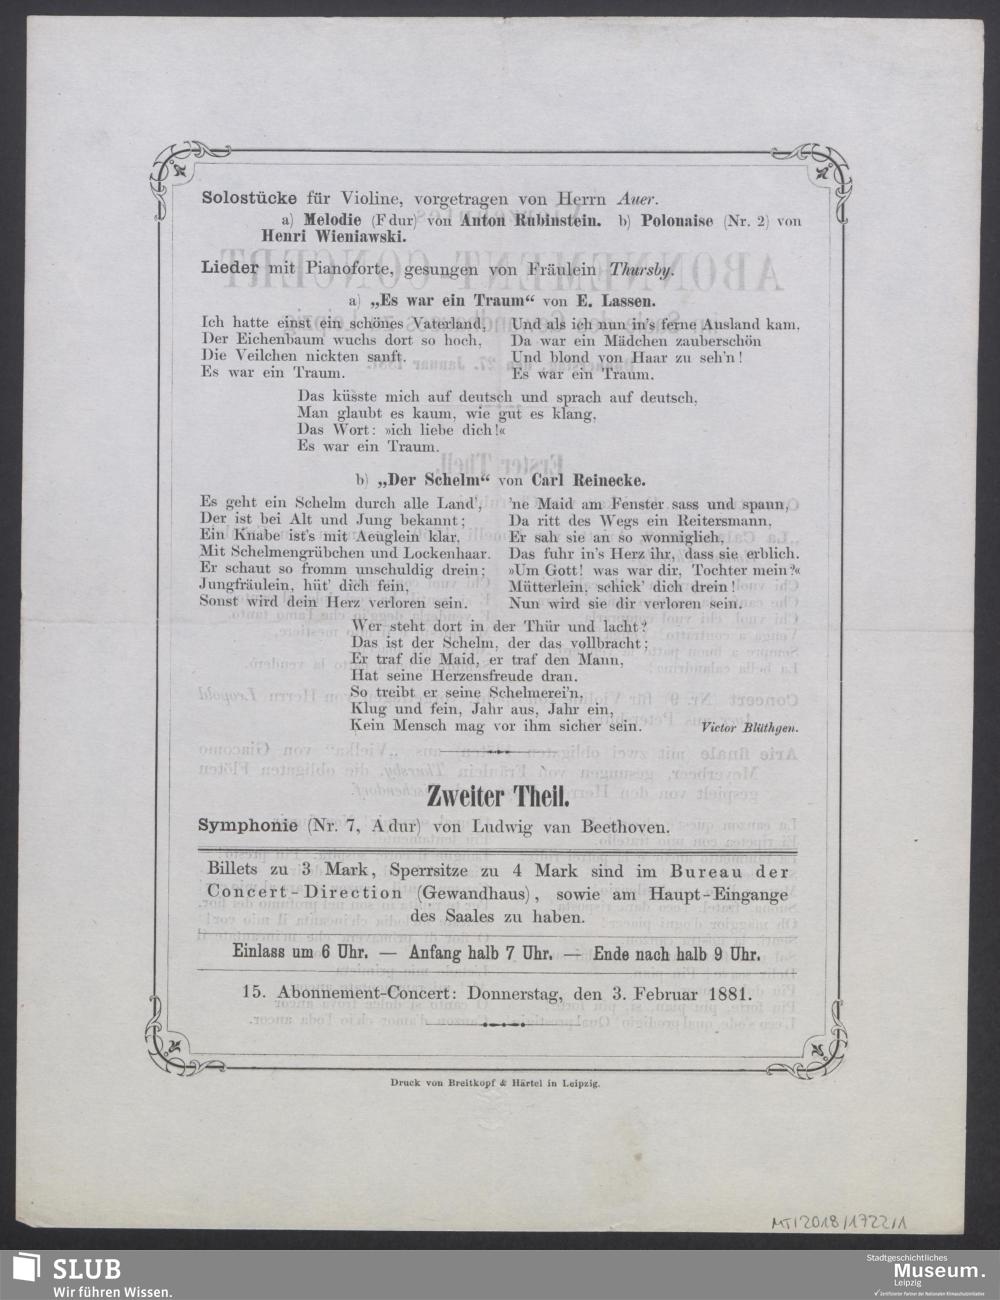 Solostücke für Violine, vorgetragen von Herrn Auer.
a) Melodie (Fdur) von Anton Rubinstein. b) Polonaise (Nr. 2) von
Henri Wieniawski.
Lieder mit Pianoforte, gesungen von Fräulein Thursby.
a) „Es war ein Traum“ von E. Lassen.
Ich hatte einst ein schönes Vaterland,
Der Eichenbaum wuchs dort so hoch,
Die Veilchen nickten sanft.
Es war ein Traum.
Und als ich nun in's ferne Ausland kam,
Da war ein Mädchen zauberschön
Und blond von Haar zu seh'n!
Es war ein Traum.
Das küsste mich auf deutsch und sprach auf deutsch,
Man glaubt es kaum, wie gut es klang,
Das Wort: »ich liebe dich!«
Es war ein Traum.
b) „Der Schelm“ von Carl Reinecke.
Es geht ein Schelm durch alle Land',
Der ist bei Alt und Jung bekannt;
Ein Knabe ist's mit Aeuglein klar,
Mit Schelmengrübchen und Lockenhaar.
Er schaut so fromm unschuldig drein;
Jungfräulein, hüt' dich fein,
Sonst wird dein Herz verloren sein.
'ne Maid am Fenster sass und spann,
Da ritt des Wegs ein Reitersmann,
Er sah sie an so wonniglich,
Das fuhr in's Herz ihr, dass sie erblich.
»Um Gott! was war dir, Tochter mein?«
Mütterlein, schick' dich drein!
Nun wird sie dir verloren sein.
Wer steht dort in der Thür und lacht?
Das ist der Schelm, der das vollbracht;
Er traf die Maid, er traf den Mann,
Hat seine Herzensfreude dran.
So treibt er seine Schelmerei'n,
Klug und fein, Jahr aus, Jahr ein,
Kein Mensch mag vor ihm sicher sein. Victor Blüthgen.
Zweiter Theil.
Symphonie (Nr. 7, Adur) von Ludwig van Beethoven.
Billets zu 3 Mark, Sperrsitze zu 4 Mark sind im Bureau der
Concert-Direction (Gewandhaus), sowie am Haupt-Eingange
des Saales zu haben.
Einlass um 6 Uhr. — Anfang halb 7 Uhr. — Ende nach halb 9 Uhr.
15. Abonnement-Concert: Donnerstag, den 3. Februar 1881.
Druck von Breitkopf & Härtel in Leipzig.
MT/2018/1722/1
SLUB
Wir führen Wissen.
Stadtgeschichtliches
Museum.
Leipzig
Zertifizierter Partner der Nationalen Klimaschutzinitiative